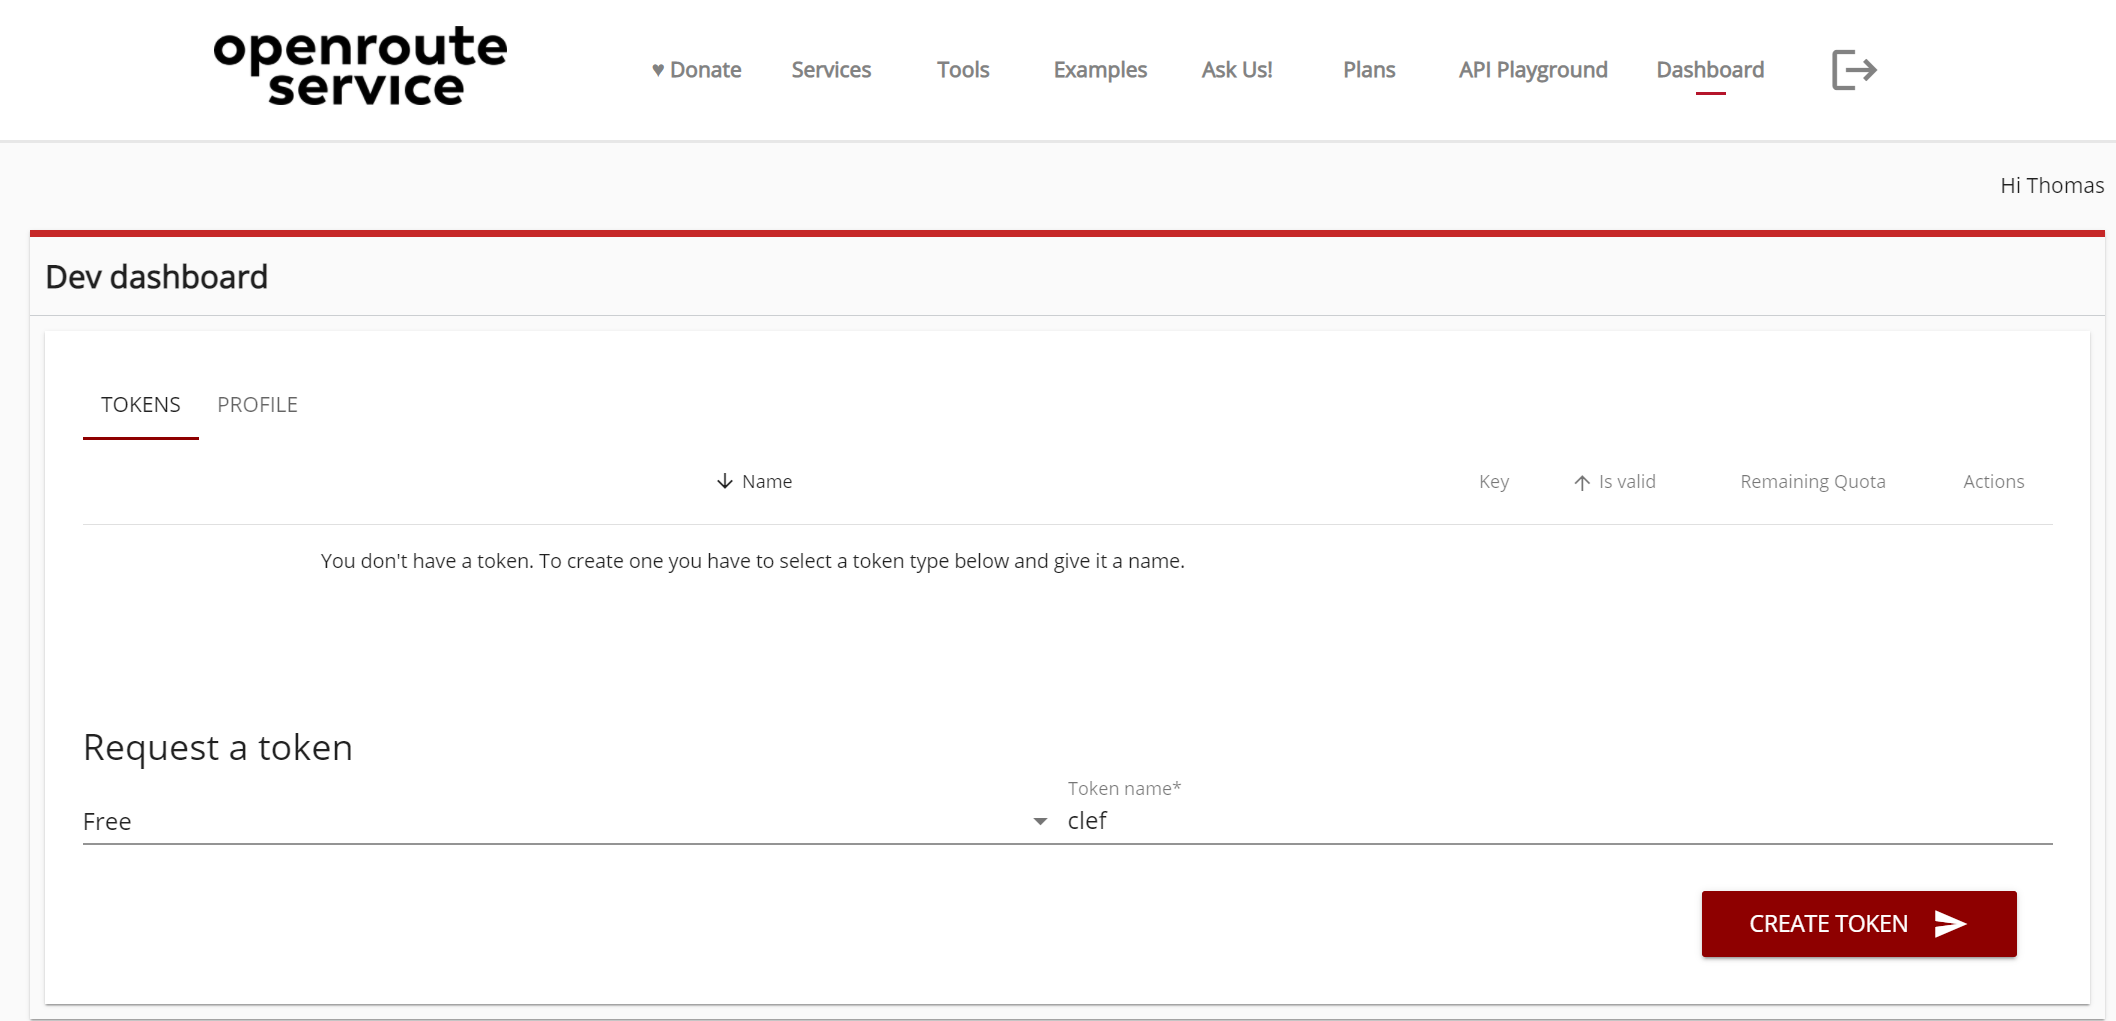 openroute
service
♥ Donate Services Tools Examples Ask Us! Plans API Playground Dashboard
Hi Thomas
Dev dashboard
TOKENS PROFILE
Name Key Is valid Remaining Quota Actions
You don't have a token. To create one you have to select a token type below and give it a name.
Request a token
Token name*
Free clef
CREATE TOKEN